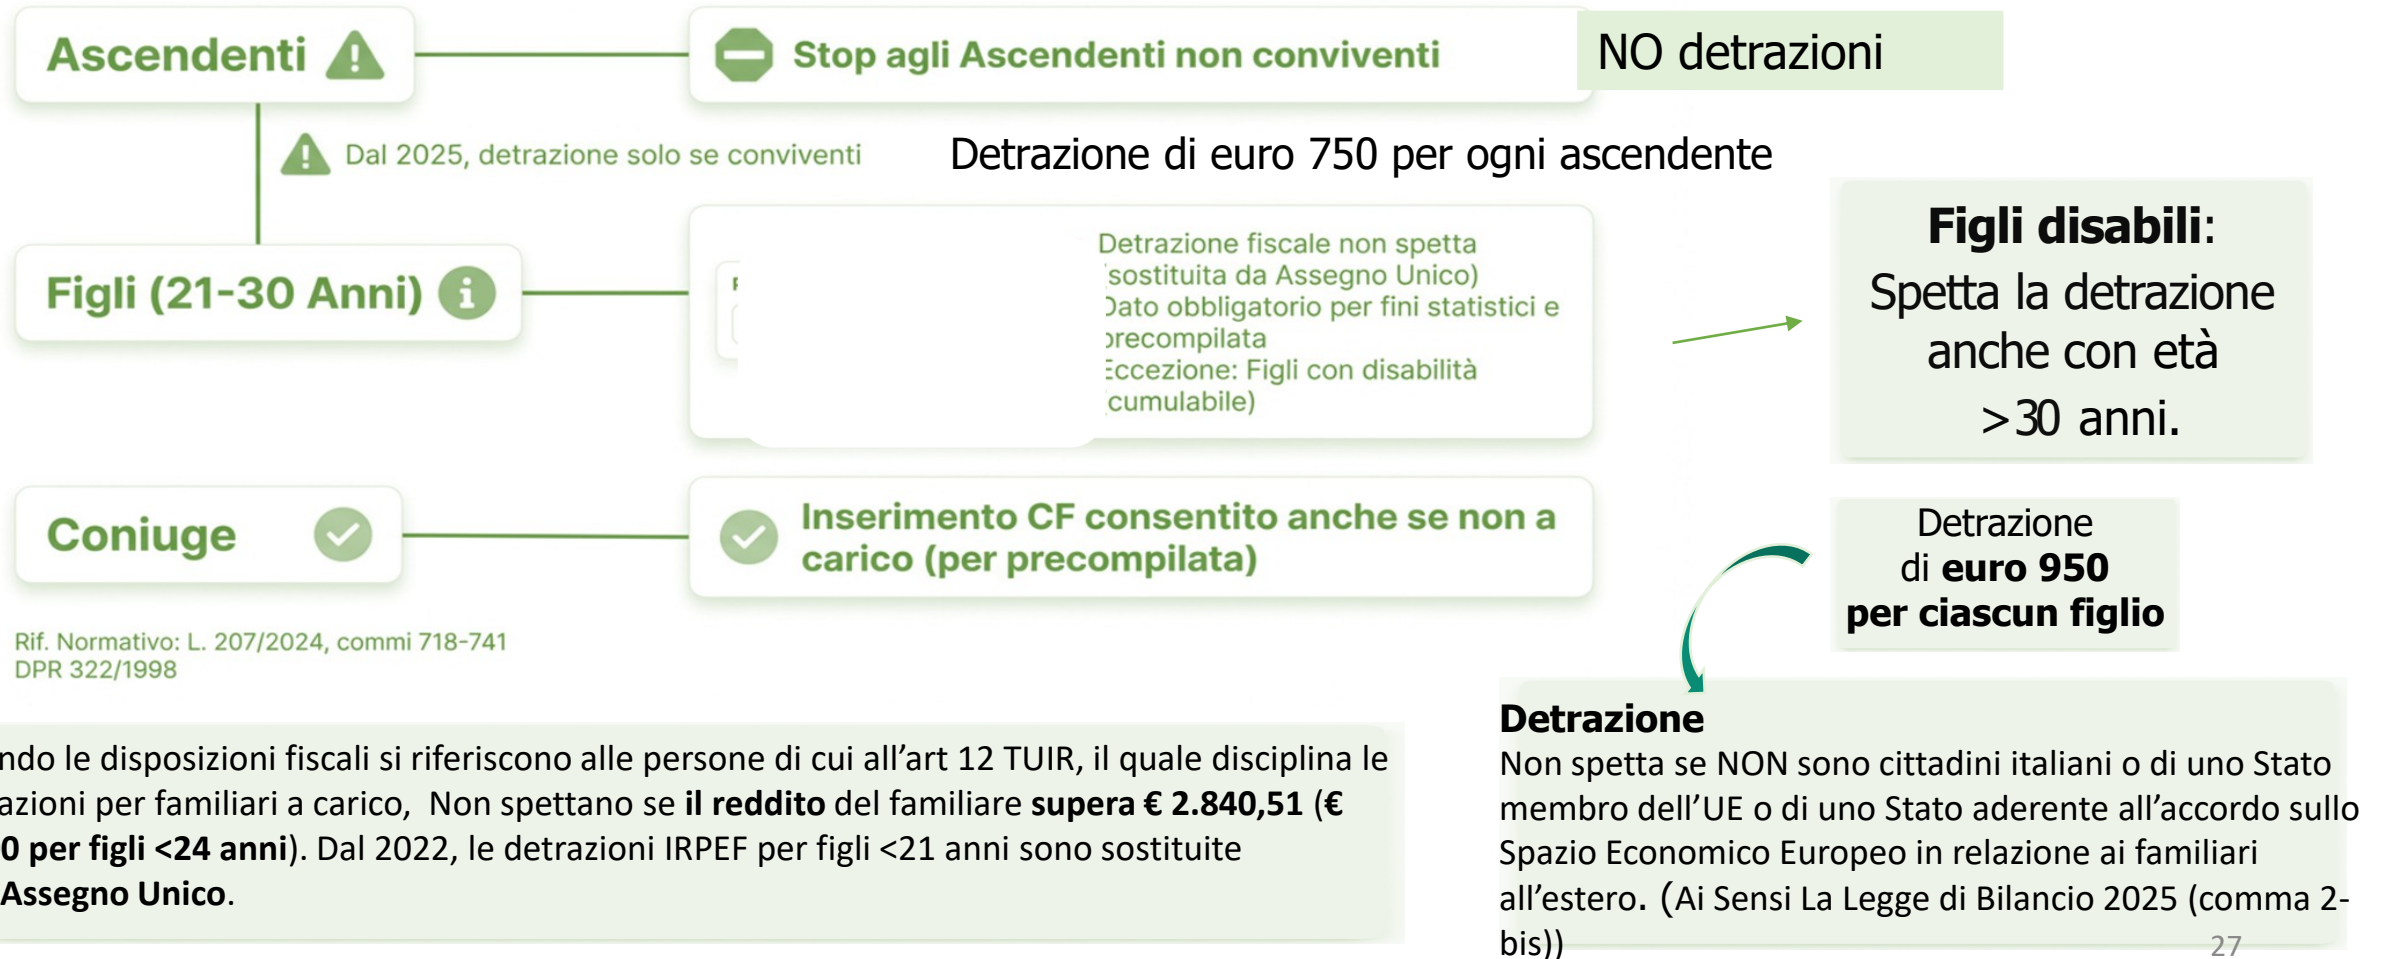 Ascendenti
Stop agli Ascendenti non conviventi
NO detrazioni
Dal 2025, detrazione solo se conviventi
Detrazione di euro 750 per ogni ascendente
Figli (21-30 Anni)
Detrazione fiscale non spetta
sostituita da Assegno Unico)
Dato obbligatorio per fini statistici e
precompilata
Eccezione: Figli con disabilità
cumulabile)
Figli disabili:
Spetta la detrazione
anche con età
>30 anni.
Coniuge
Inserimento CF consentito anche se non a
carico (per precompilata)
Detrazione
di euro 950
per ciascun figlio
Rif. Normativo: L. 207/2024, commi 718-741
DPR 322/1998
ndo le disposizioni fiscali si riferiscono alle persone di cui all’art 12 TUIR, il quale disciplina le
azioni per familiari a carico, Non spettano se il reddito del familiare supera € 2.840,51 (€
0 per figli <24 anni). Dal 2022, le detrazioni IRPEF per figli <21 anni sono sostituite
Assegno Unico.
Detrazione
Non spetta se NON sono cittadini italiani o di uno Stato
membro dell’UE o di uno Stato aderente all’accordo sullo
Spazio Economico Europeo in relazione ai familiari
all’estero. (Ai Sensi La Legge di Bilancio 2025 (comma 2-
bis))
27